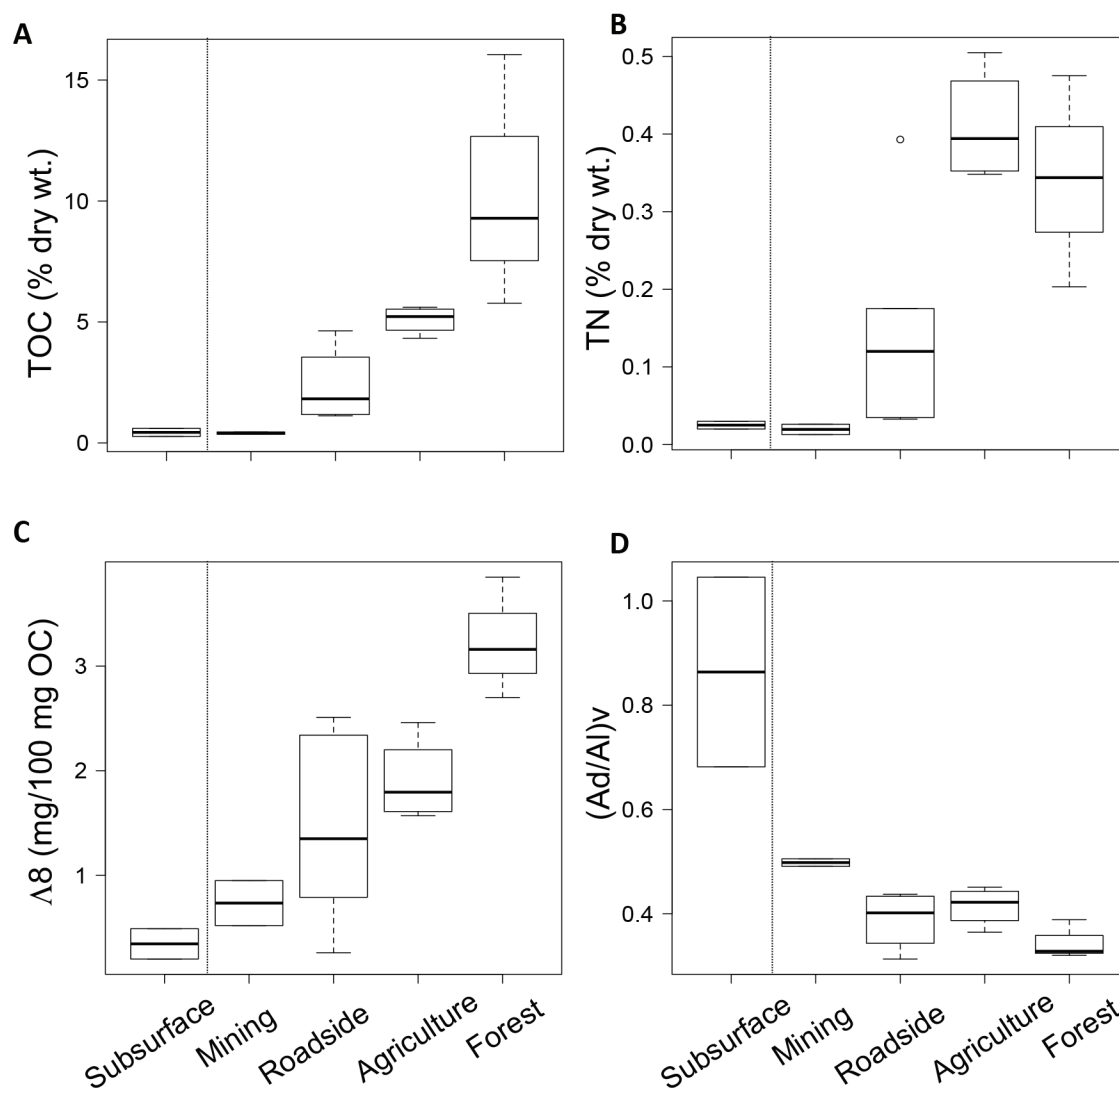 A
TOC (% dry wt.)
15
10
5
0
B
TN (% dry wt.)
0.5
0.4
0.3
0.2
0.1
0.0
C
Λ8 (mg/100 mg OC)
3
2
1
Subsurface
Mining
Roadside
Agriculture
Forest
D
(Ad/Al)v
1.0
0.8
0.6
0.4
Subsurface
Mining
Roadside
Agriculture
Forest